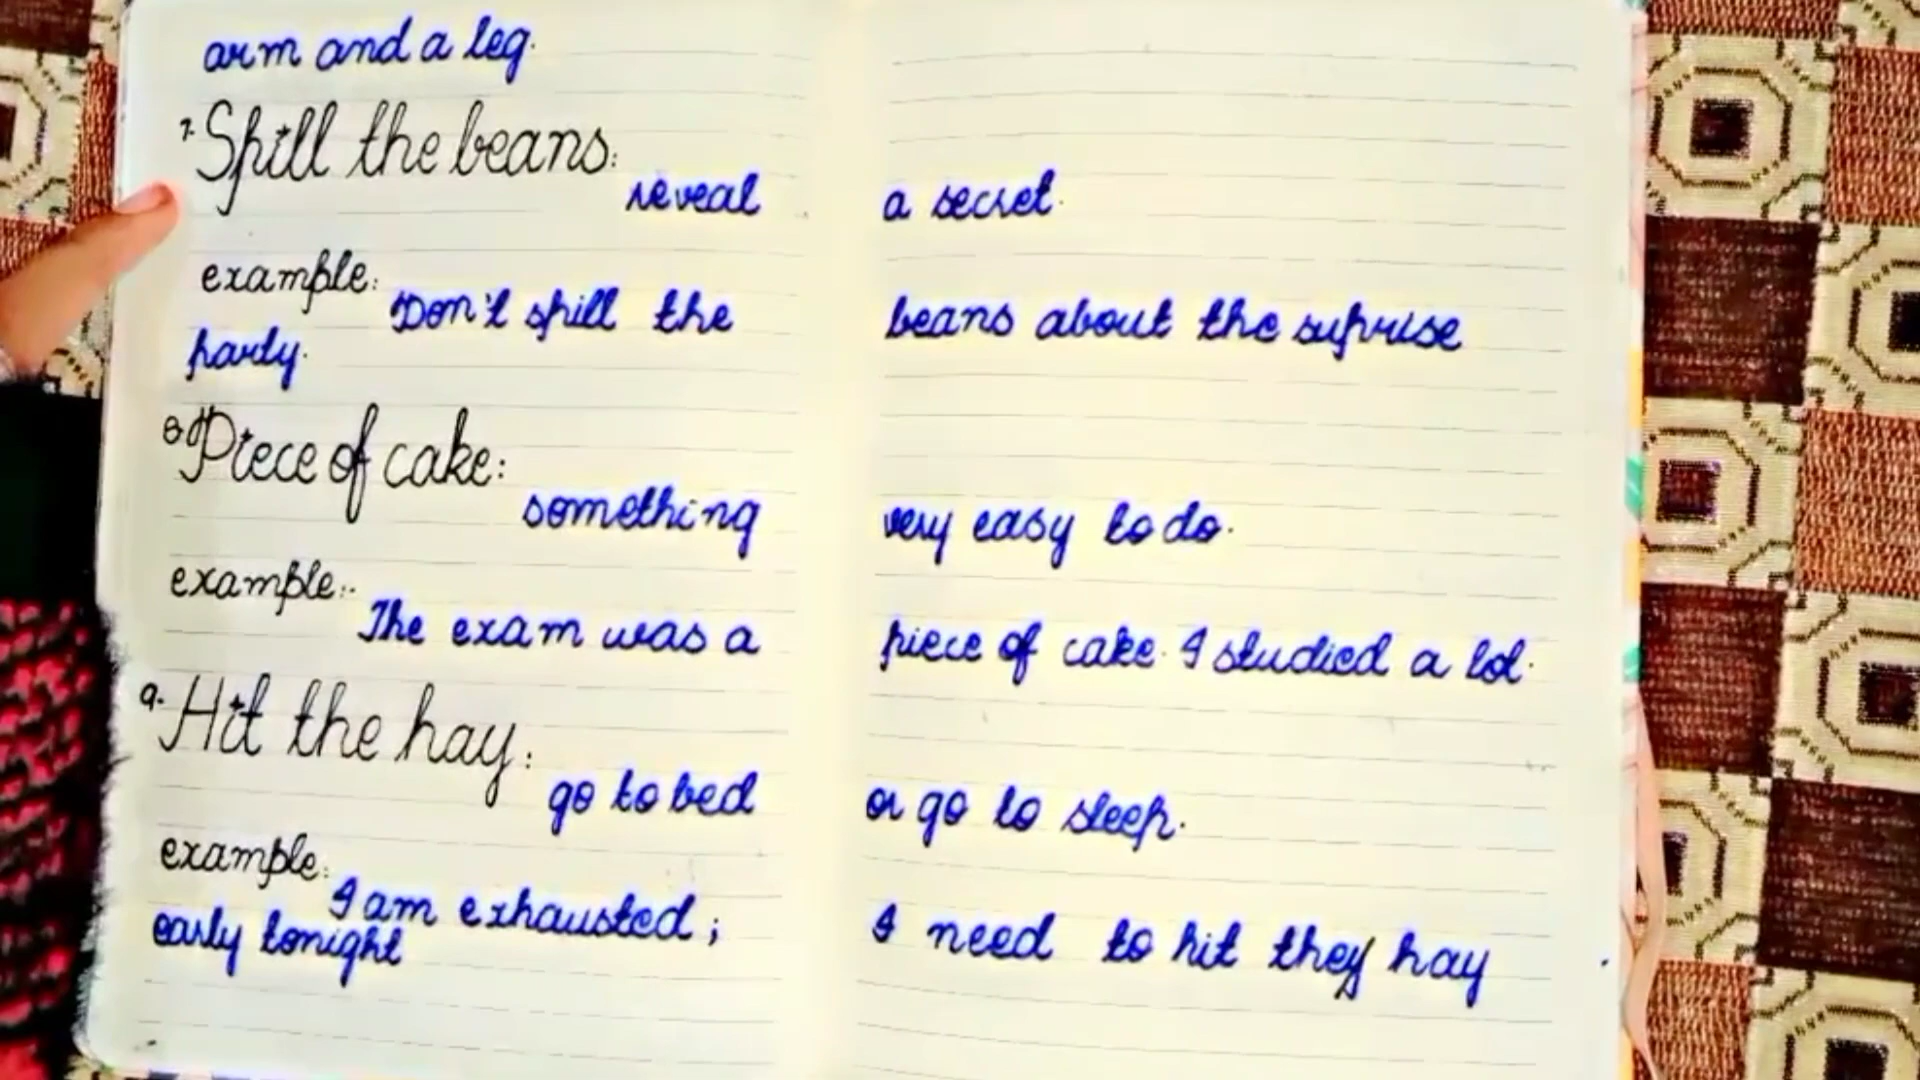 arm and a leg.
7. Spill the beans: reveal a secret.
example: Don't spill the beans about the suprise
party.
8 Piece of cake: something very easy to do.
example:- The exam was a piece of cake. I studied a lot.
9. Hit the hay: go to bed or go to sleep.
example: I am exhausted; I need to hit they hay
early tonight